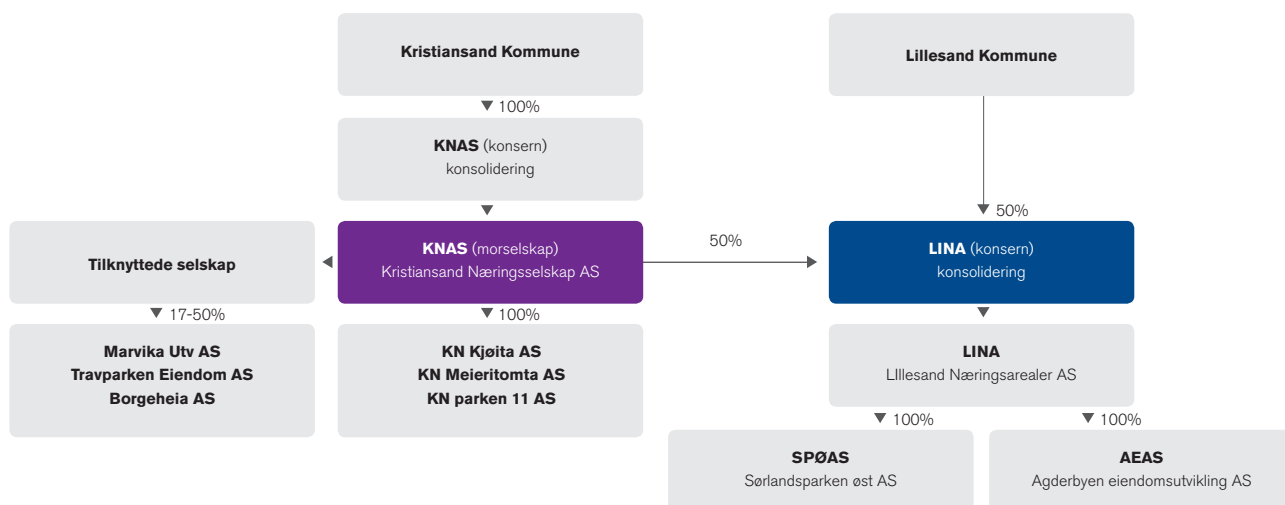 Kristiansand Kommune
Lillesand Kommune
100%
KNAS (konsern)
konsolidering
50%
Tilknyttede selskap
KNAS (morselskap)
Kristiansand Næringsselskap AS
50%
LINA (konsern)
konsolidering
17-50%
100%
Marvika Utv AS
Travparken Eiendom AS
Borgeheia AS
KN Kjøita AS
KN Meieritomta AS
KN parken 11 AS
LINA
LIllesand Næringsarealer AS
100%
100%
SPØAS
Sørlandsparken øst AS
AEAS
Agderbyen eiendomsutvikling AS